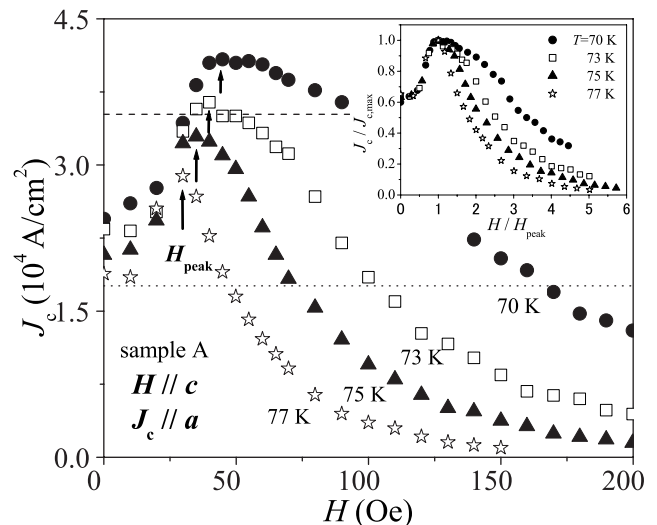 4.5
3.0
1.5
0.0
J_c (10^4 A/cm^2)
0
50
100
150
200
H (Oe)
H_peak
sample A
H // c
J_c // a
77 K
75 K
73 K
70 K
1.0
0.8
0.6
0.4
0.2
0.0
J_c / J_c,max
0
1
2
3
4
5
6
H / H_peak
T=70 K
73 K
75 K
77 K